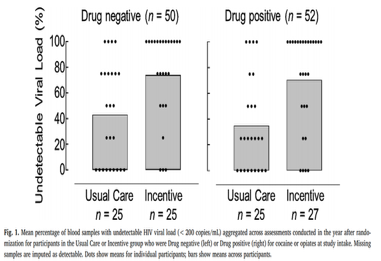 Drug negative (n = 50)
Drug positive (n = 52)
Undetectable Viral Load (%)
100
80
60
40
20
0
Usual Care
n = 25
Incentive
n = 25
Usual Care
n = 25
Incentive
n = 27
Fig. 1. Mean percentage of blood samples with undetectable HIV viral load (< 200 copies/mL) aggregated across assessments conducted in the year after ran-
domization for participants in the Usual Care or Incentive group who were Drug negative (left) or Drug positive (right) for cocaine or opiates at study intake. Missing
samples are imputed as detectable. Dots show means for individual participants; bars show means across participants.